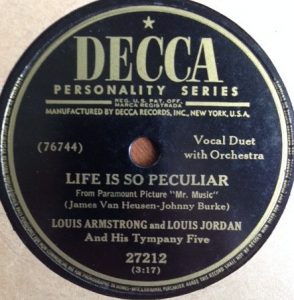 DECCA
PERSONALITY SERIES
REG. U.S. PAT. OFF.
MARCA REGISTRADA
MANUFACTURED BY DECCA RECORDS, INC., NEW YORK, U.S.A.
(76744)
Vocal Duet
with Orchestra
LIFE IS SO PECULIAR
From Paramount Picture "Mr. Music"
(James Van Heusen-Johnny Burke)
LOUIS ARMSTRONG and LOUIS JORDAN
And His Tympany Five
27212
(3:17)